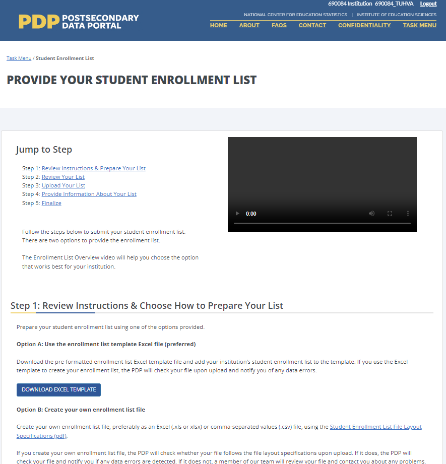 690084 Institution 690084_TUHVA Logout
PDP POSTSECONDARY DATA PORTAL
NATIONAL CENTER FOR EDUCATION STATISTICS | INSTITUTE OF EDUCATION SCIENCES
HOME ABOUT FAQS CONTACT CONFIDENTIALITY TASK MENU
Task Menu › Student Enrollment List
PROVIDE YOUR STUDENT ENROLLMENT LIST
Jump to Step
Step 1: Review Instructions & Prepare Your List
Step 2: Review Your List
Step 3: Upload Your List
Step 4: Provide Information About Your List
Step 5: Finalize
0:00
Follow the steps below to submit your student enrollment list.
There are two options to provide the enrollment list.
The Enrollment List Overview video will help you choose the option
that works best for your institution.
Step 1: Review Instructions & Choose How to Prepare Your List
Prepare your student enrollment list using one of the options provided.
Option A: Use the enrollment list template Excel file (preferred)
Download the pre-formatted enrollment list Excel template file and add your institution's student enrollment list to the template. If you use the Excel
template to create your enrollment list, the PDP will check your file upon upload and notify you of any data errors.
DOWNLOAD EXCEL TEMPLATE
Option B: Create your own enrollment list file
Create your own enrollment list file, preferably as an Excel (.xls or .xlsx) or comma separated values (.csv) file, using the Student Enrollment List File Layout
Specifications (pdf).
If you create your own enrollment list file, the PDP will check whether your file follows the file layout specifications upon upload. If it does, the PDP will
check your file and notify you if any data errors are detected. If it does not, a member of our team will review your file and contact you about any problems.